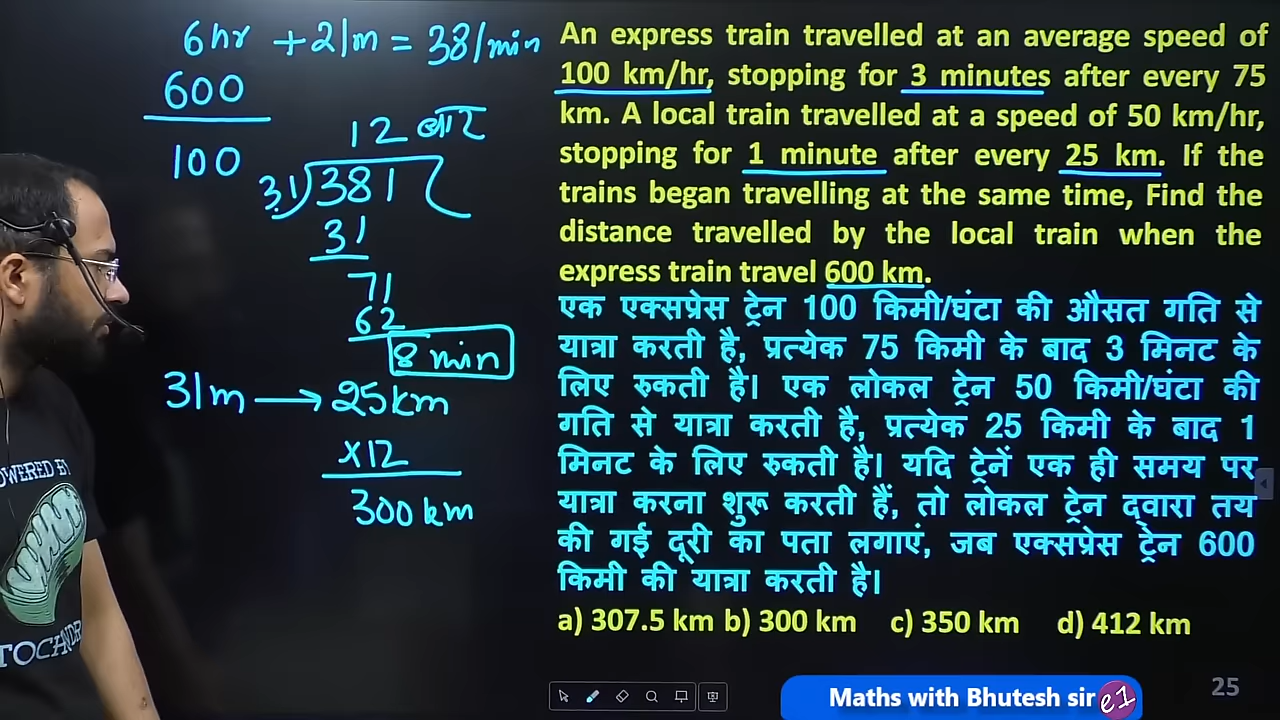 6hr + 21m = 381min
600
100
12 बार
31)381(
31
71
62
8 min
31m → 25km
x12
300km
An express train travelled at an average speed of
100 km/hr, stopping for 3 minutes after every 75
km. A local train travelled at a speed of 50 km/hr,
stopping for 1 minute after every 25 km. If the
trains began travelling at the same time, Find the
distance travelled by the local train when the
express train travel 600 km.
एक एक्सप्रेस ट्रेन 100 किमी/घंटा की औसत गति से
यात्रा करती है, प्रत्येक 75 किमी के बाद 3 मिनट के
लिए रुकती है। एक लोकल ट्रेन 50 किमी/घंटा की
गति से यात्रा करती है, प्रत्येक 25 किमी के बाद 1
मिनट के लिए रुकती है। यदि ट्रेनें एक ही समय पर
यात्रा करना शुरू करती हैं, तो लोकल ट्रेन द्वारा तय
की गई दूरी का पता लगाएं, जब एक्सप्रेस ट्रेन 600
किमी की यात्रा करती है।
a) 307.5 km b) 300 km c) 350 km d) 412 km
Maths with Bhutesh sir e1
25
OWERED BY
TOCHONDR